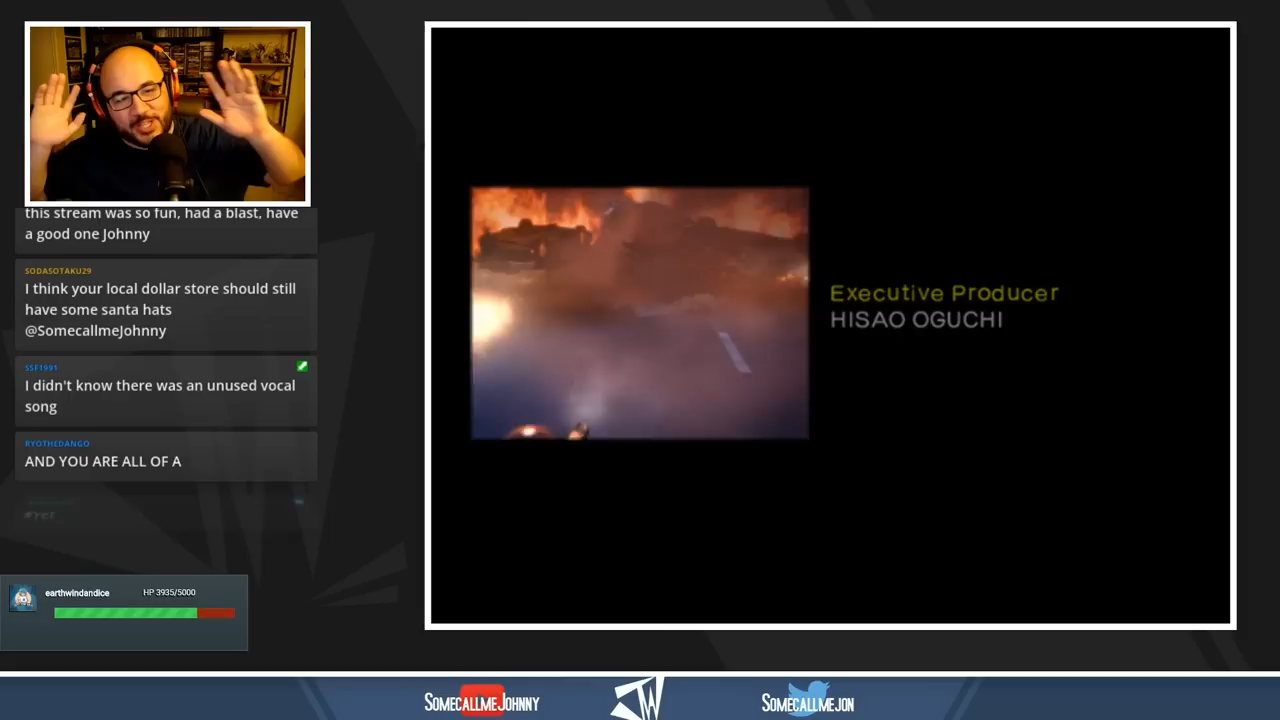 this stream was so fun, had a blast, have
a good one Johnny
SODASOTAKU29
I think your local dollar store should still
have some santa hats
@SomecallmeJohnny
SSF1991
I didn't know there was an unused vocal
song
RYOTHEDANGO
AND YOU ARE ALL OF A
earthwindandice HP 3935/5000
Executive Producer
HISAO OGUCHI
SOMECALLMEJOHNNY
SOMECALLMEJON